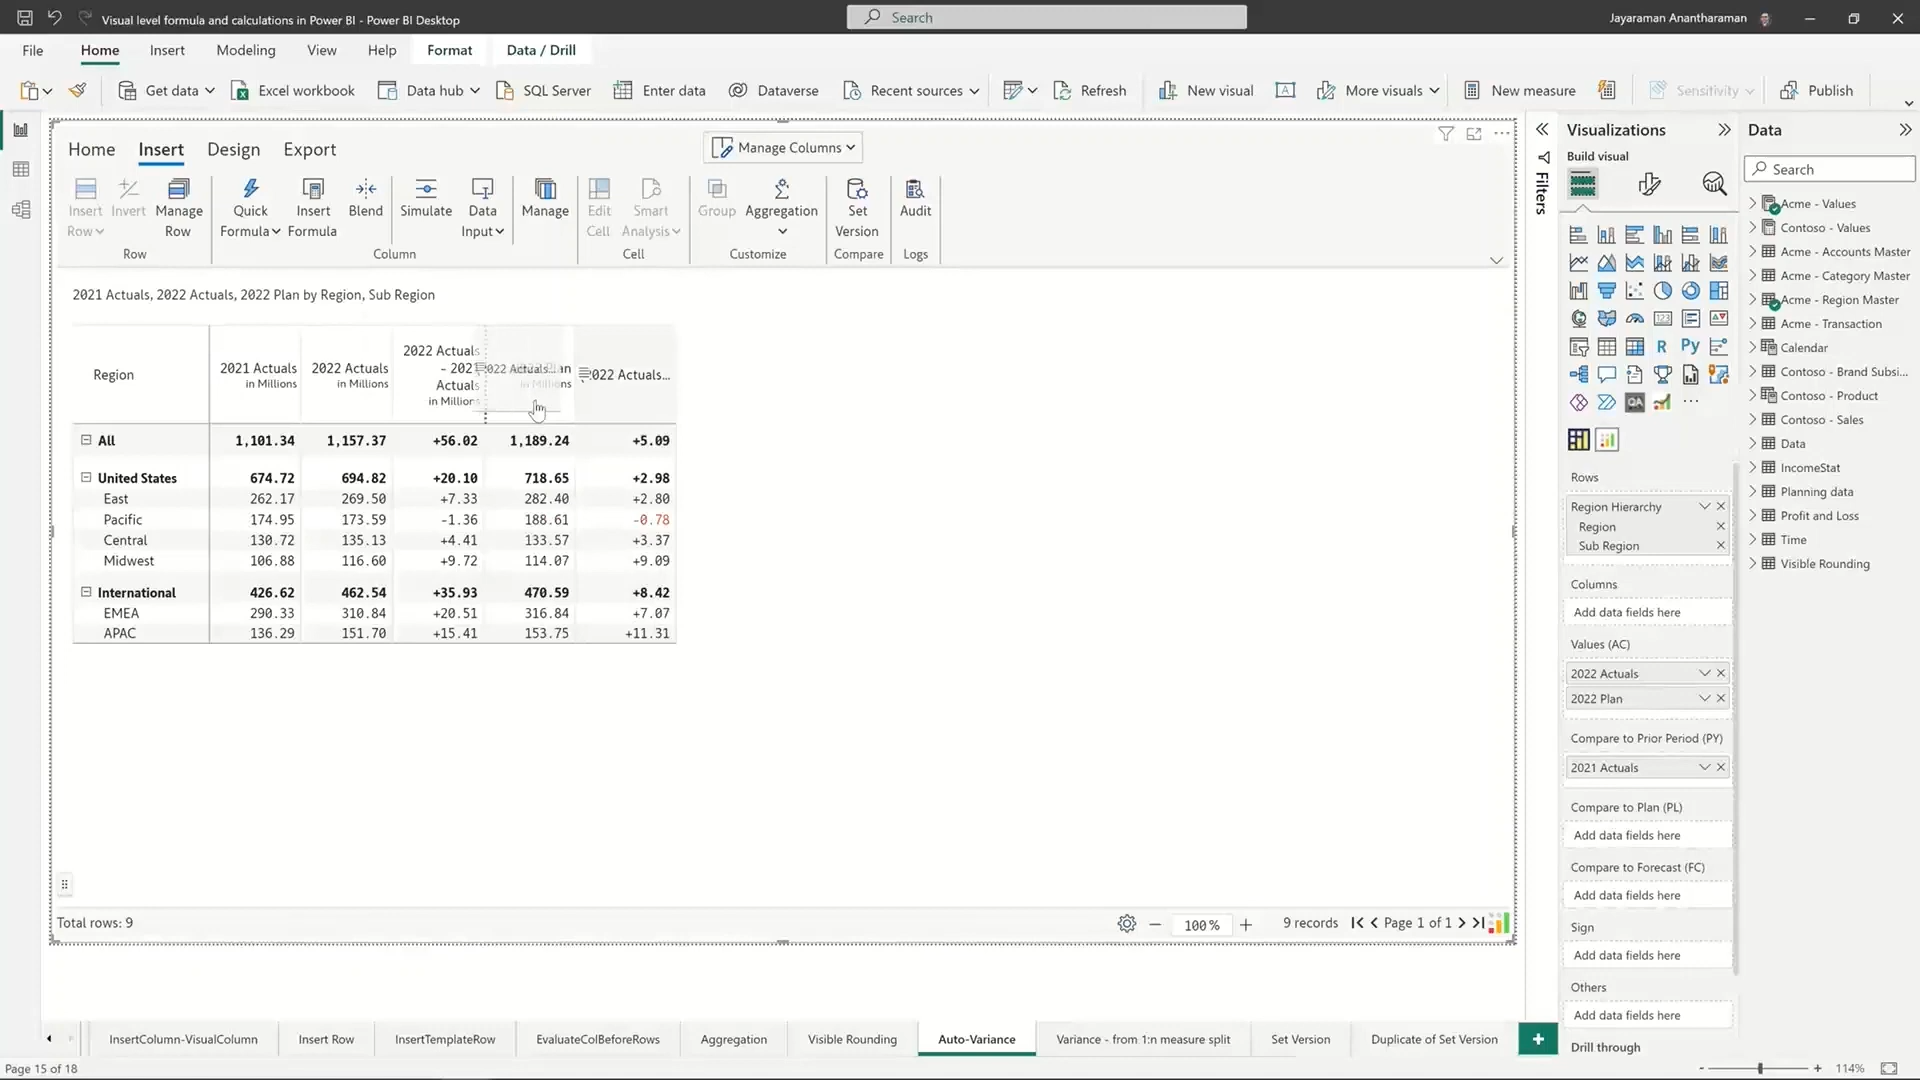 Visual level formula and calculations in Power BI - Power BI Desktop
Search
Jayaraman Anantharaman
File
Home
Insert
Modeling
View
Help
Format
Data / Drill
Get data
Excel workbook
Data hub
SQL Server
Enter data
Dataverse
Recent sources
Refresh
New visual
More visuals
New measure
Sensitivity
Publish
Home
Insert
Design
Export
Manage Columns
Insert Row
Invert
Manage Row
Row
Quick Formula
Insert Formula
Blend
Simulate
Data Input
Manage
Column
Edit Cell
Smart Analysis
Cell
Group
Aggregation
Customize
Set Version
Compare
Audit
Logs
2021 Actuals, 2022 Actuals, 2022 Plan by Region, Sub Region
Region
2021 Actuals in Millions
2022 Actuals in Millions
2022 Actuals - 202 Actuals in Millions
2022 Actuals...
in Millions
2022 Actuals...
All 1,101.34 1,157.37 +56.02 1,189.24 +5.09
United States 674.72 694.82 +20.10 718.65 +2.98
East 262.17 269.50 +7.33 282.40 +2.80
Pacific 174.95 173.59 -1.36 188.61 -0.78
Central 130.72 135.13 +4.41 133.57 +3.37
Midwest 106.88 116.60 +9.72 114.07 +9.09
International 426.62 462.54 +35.93 470.59 +8.42
EMEA 290.33 310.84 +20.51 316.84 +7.07
APAC 136.29 151.70 +15.41 153.75 +11.31
Total rows: 9
100 %
9 records
Page 1 of 1
Filters
Visualizations
Build visual
123
R
Py
QA
Rows
Region Hierarchy
Region
Sub Region
Columns
Add data fields here
Values (AC)
2022 Actuals
2022 Plan
Compare to Prior Period (PY)
2021 Actuals
Compare to Plan (PL)
Add data fields here
Compare to Forecast (FC)
Add data fields here
Sign
Add data fields here
Others
Add data fields here
Drill through
Data
Search
Acme - Values
Contoso - Values
Acme - Accounts Master
Acme - Category Master
Acme - Region Master
Acme - Transaction
Calendar
Contoso - Brand Subsi...
Contoso - Product
Contoso - Sales
Data
IncomeStat
Planning data
Profit and Loss
Time
Visible Rounding
InsertColumn-VisualColumn
Insert Row
InsertTemplateRow
EvaluateColBeforeRows
Aggregation
Visible Rounding
Auto-Variance
Variance - from 1:n measure split
Set Version
Duplicate of Set Version
Page 15 of 18
114%